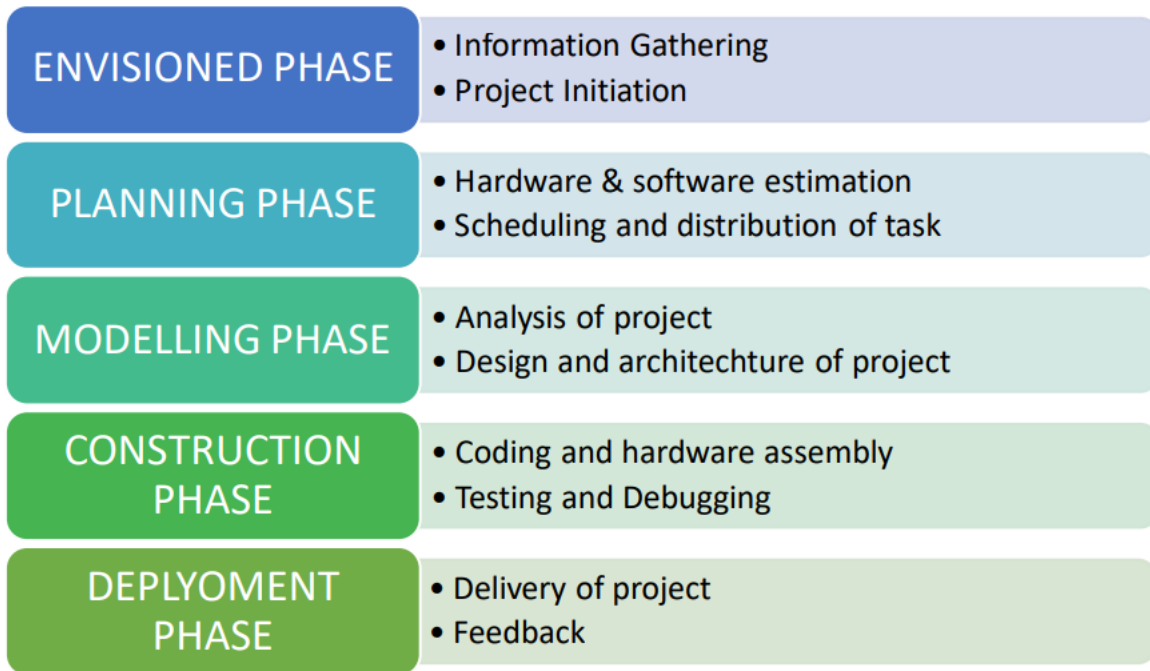 ENVISIONED PHASE
• Information Gathering
• Project Initiation
PLANNING PHASE
• Hardware & software estimation
• Scheduling and distribution of task
MODELLING PHASE
• Analysis of project
• Design and architechture of project
CONSTRUCTION
PHASE
• Coding and hardware assembly
• Testing and Debugging
DEPLYOMENT
PHASE
• Delivery of project
• Feedback